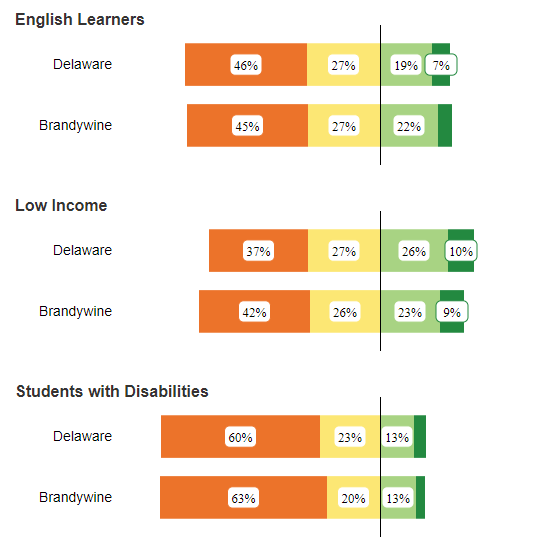 English Learners
Delaware 46% 27% 19% 7%
Brandywine 45% 27% 22%
Low Income
Delaware 37% 27% 26% 10%
Brandywine 42% 26% 23% 9%
Students with Disabilities
Delaware 60% 23% 13%
Brandywine 63% 20% 13%